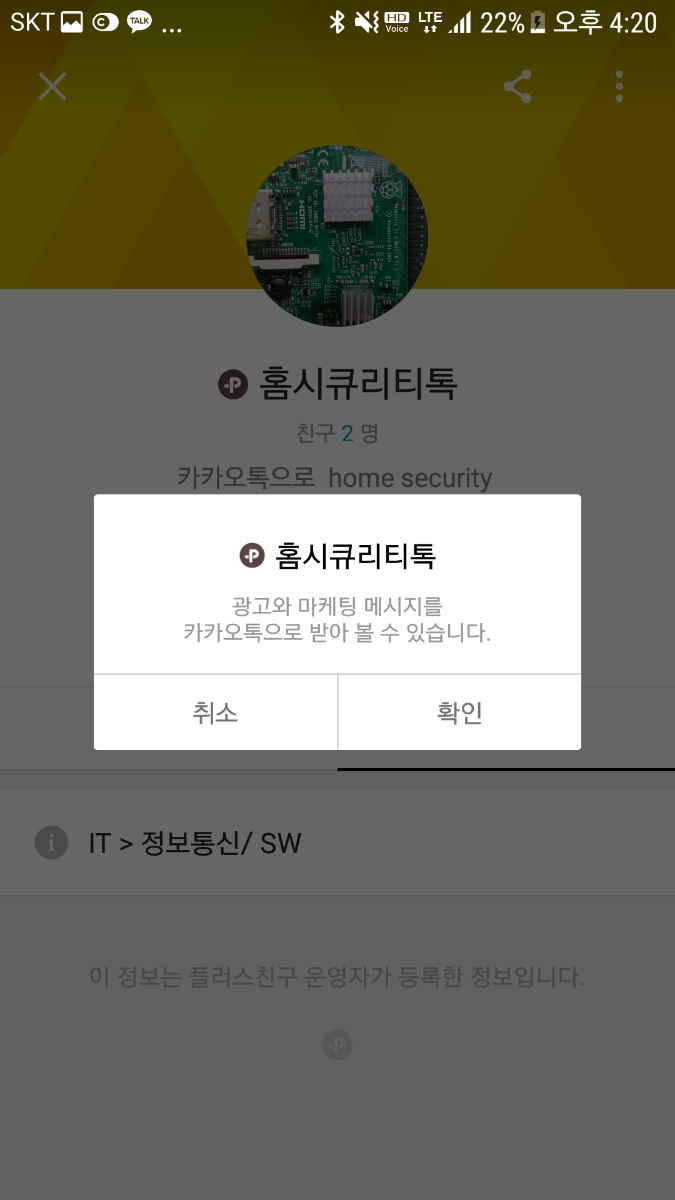 SKT TALK ... HD Voice LTE 22% 오후 4:20
HDMI
홈시큐리티톡
친구 2 명
카카오톡으로 home security
홈시큐리티톡
광고와 마케팅 메시지를
카카오톡으로 받아 볼 수 있습니다.
취소
확인
IT > 정보통신/ SW
이 정보는 플러스친구 운영자가 등록한 정보입니다.